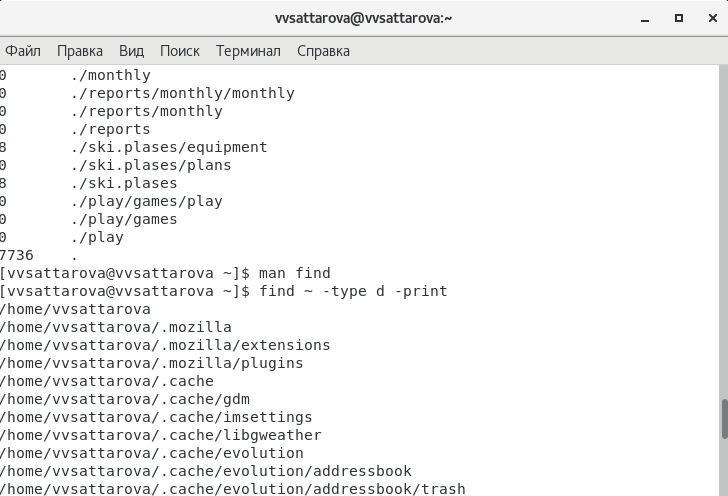 vvsattarova@vvsattarova:~
Файл Правка Вид Поиск Терминал Справка
0 ./monthly
0 ./reports/monthly/monthly
0 ./reports/monthly
0 ./reports
8 ./ski.plases/equipment
0 ./ski.plases/plans
8 ./ski.plases
0 ./play/games/play
0 ./play/games
0 ./play
7736 .
[vvsattarova@vvsattarova ~]$ man find
[vvsattarova@vvsattarova ~]$ find ~ -type d -print
/home/vvsattarova
/home/vvsattarova/.mozilla
/home/vvsattarova/.mozilla/extensions
/home/vvsattarova/.mozilla/plugins
/home/vvsattarova/.cache
/home/vvsattarova/.cache/gdm
/home/vvsattarova/.cache/imsettings
/home/vvsattarova/.cache/libgweather
/home/vvsattarova/.cache/evolution
/home/vvsattarova/.cache/evolution/addressbook
/home/vvsattarova/.cache/evolution/addressbook/trash